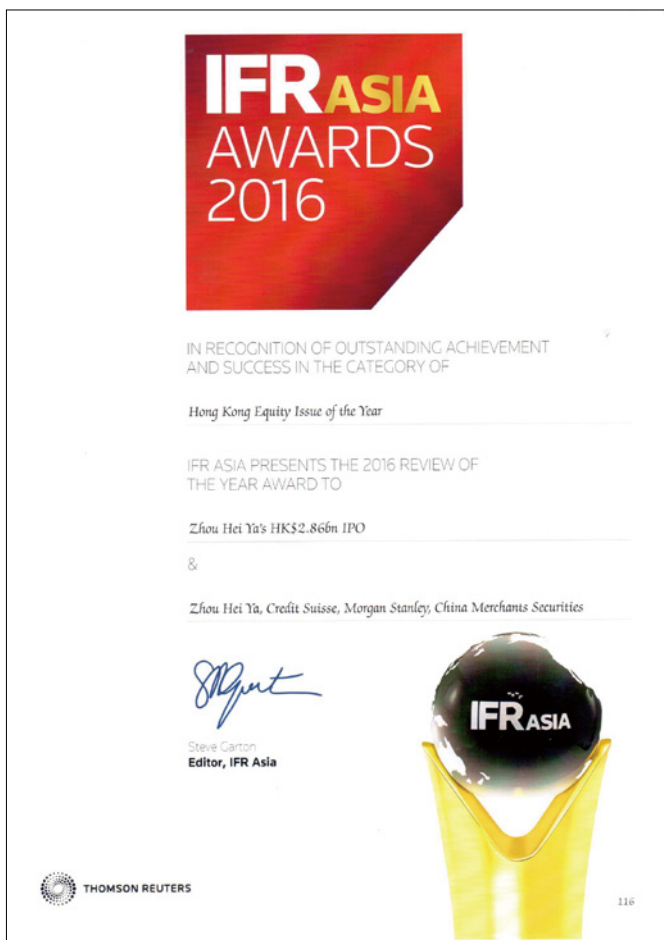 IFR ASIA
AWARDS
2016
IN RECOGNITION OF OUTSTANDING ACHIEVEMENT
AND SUCCESS IN THE CATEGORY OF
Hong Kong Equity Issue of the Year
IFR ASIA PRESENTS THE 2016 REVIEW OF
THE YEAR AWARD TO
Zhou Hei Ya's HK$2.86bn IPO
&
Zhou Hei Ya, Credit Suisse, Morgan Stanley, China Merchants Securities
IFR ASIA
Steve Garton
Editor, IFR Asia
THOMSON REUTERS
116